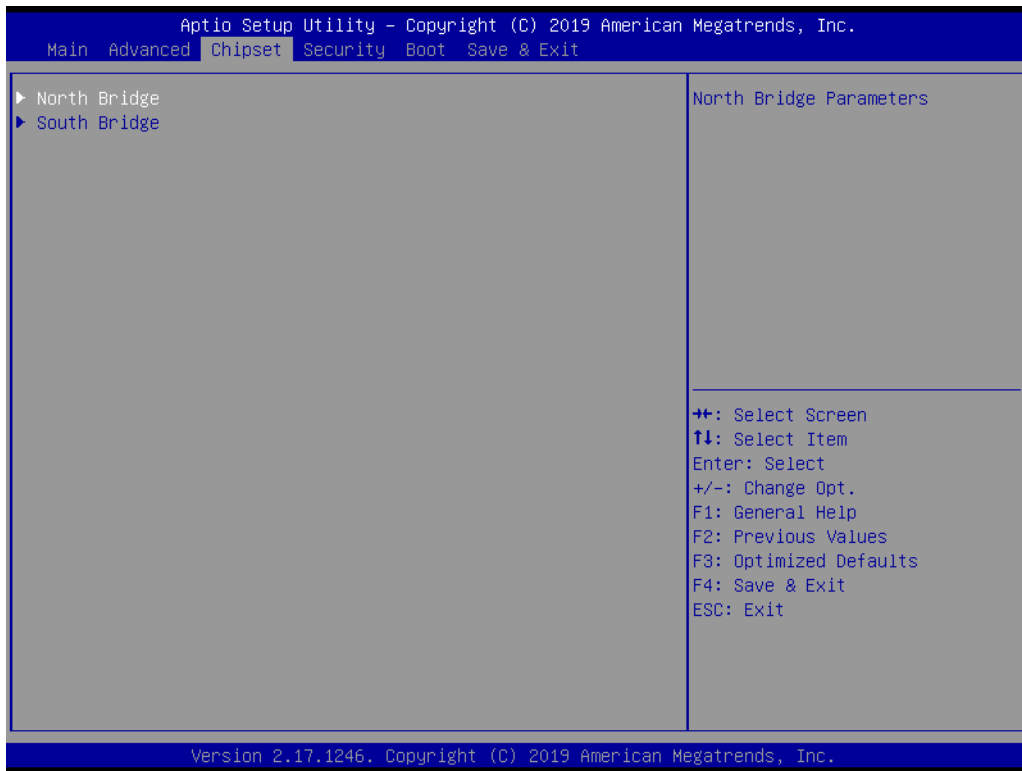 Aptio Setup Utility – Copyright (C) 2019 American Megatrends, Inc.
Main Advanced Chipset Security Boot Save & Exit
▶ North Bridge
▶ South Bridge
North Bridge Parameters
→←: Select Screen
↑↓: Select Item
Enter: Select
+/-: Change Opt.
F1: General Help
F2: Previous Values
F3: Optimized Defaults
F4: Save & Exit
ESC: Exit
Version 2.17.1246. Copyright (C) 2019 American Megatrends, Inc.